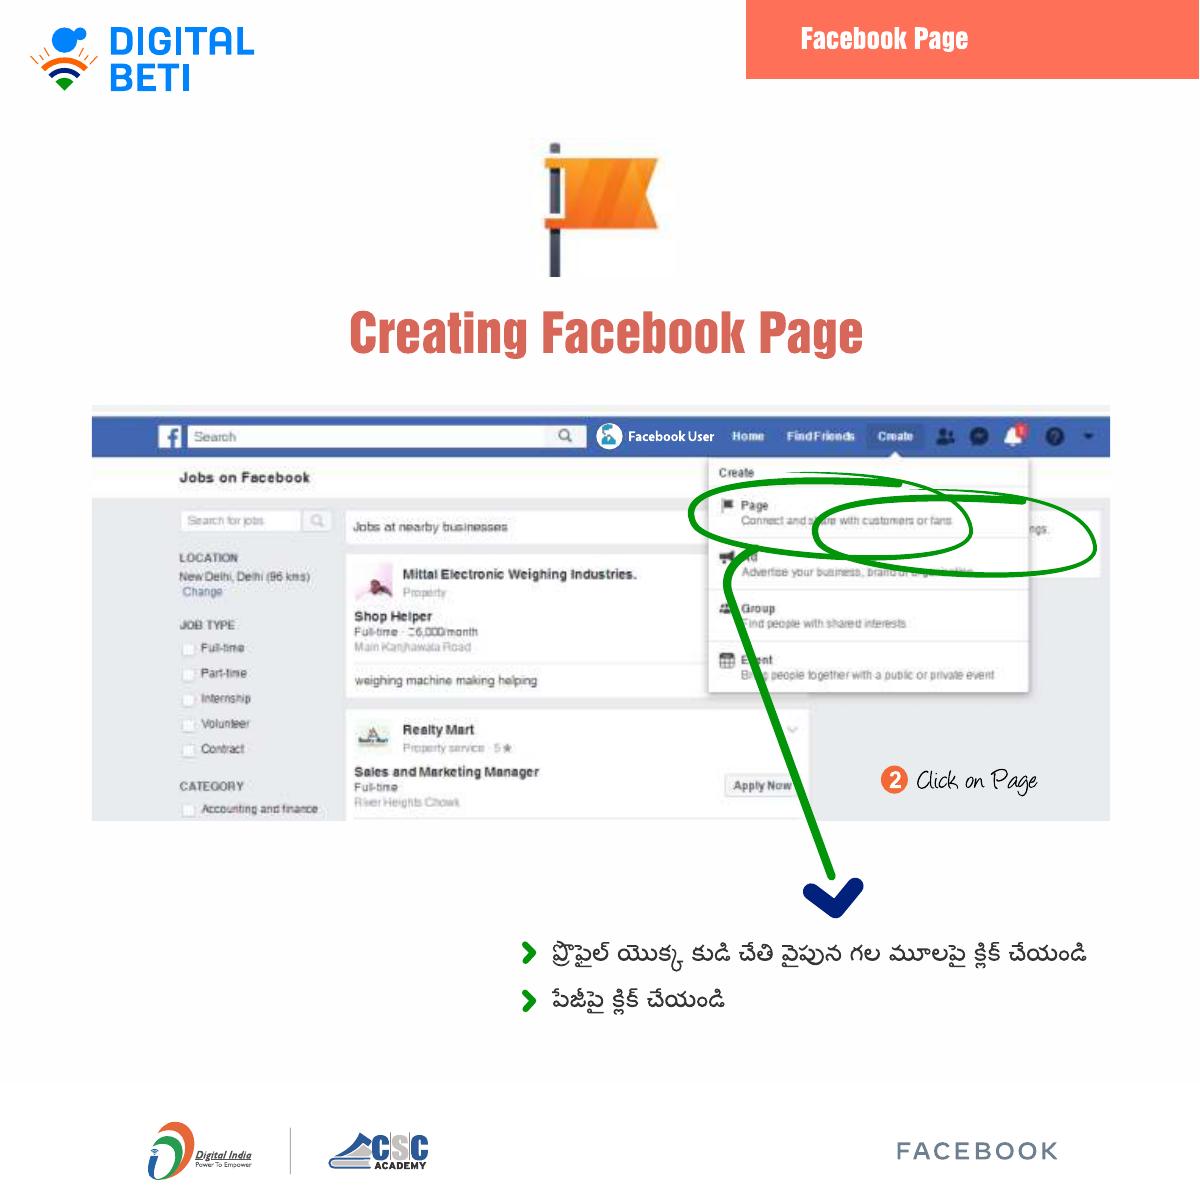 DIGITAL
BETI
Facebook Page
Creating Facebook Page
Search
Facebook User
Home
Find Friends
Create
1
Jobs on Facebook
Create
Page
Connect and share with customers or fans
Advertise your business, brand or organization
Group
Find people with shared interests
Event
Bring people together with a public or private event
Search for jobs
LOCATION
New Delhi, Delhi (96 kms)
Change
JOB TYPE
Full-time
Part-time
Internship
Volunteer
Contract
CATEGORY
Accounting and finance
Jobs at nearby businesses
Mittal Electronic Weighing Industries.
Property
Shop Helper
Full-time
Main Kanjhawala Road
weighing machine making helping
Realty Mart
Property service · 5★
Sales and Marketing Manager
Full-time
River Heights Chowk
Apply Now
2 Click on Page
ప్రొఫైల్ యొక్క కుడి చేతి వైపున గల మూలపై క్లిక్ చేయండి
పేజీపై క్లిక్ చేయండి
Digital India
Power To Empower
CSC
ACADEMY
FACEBOOK